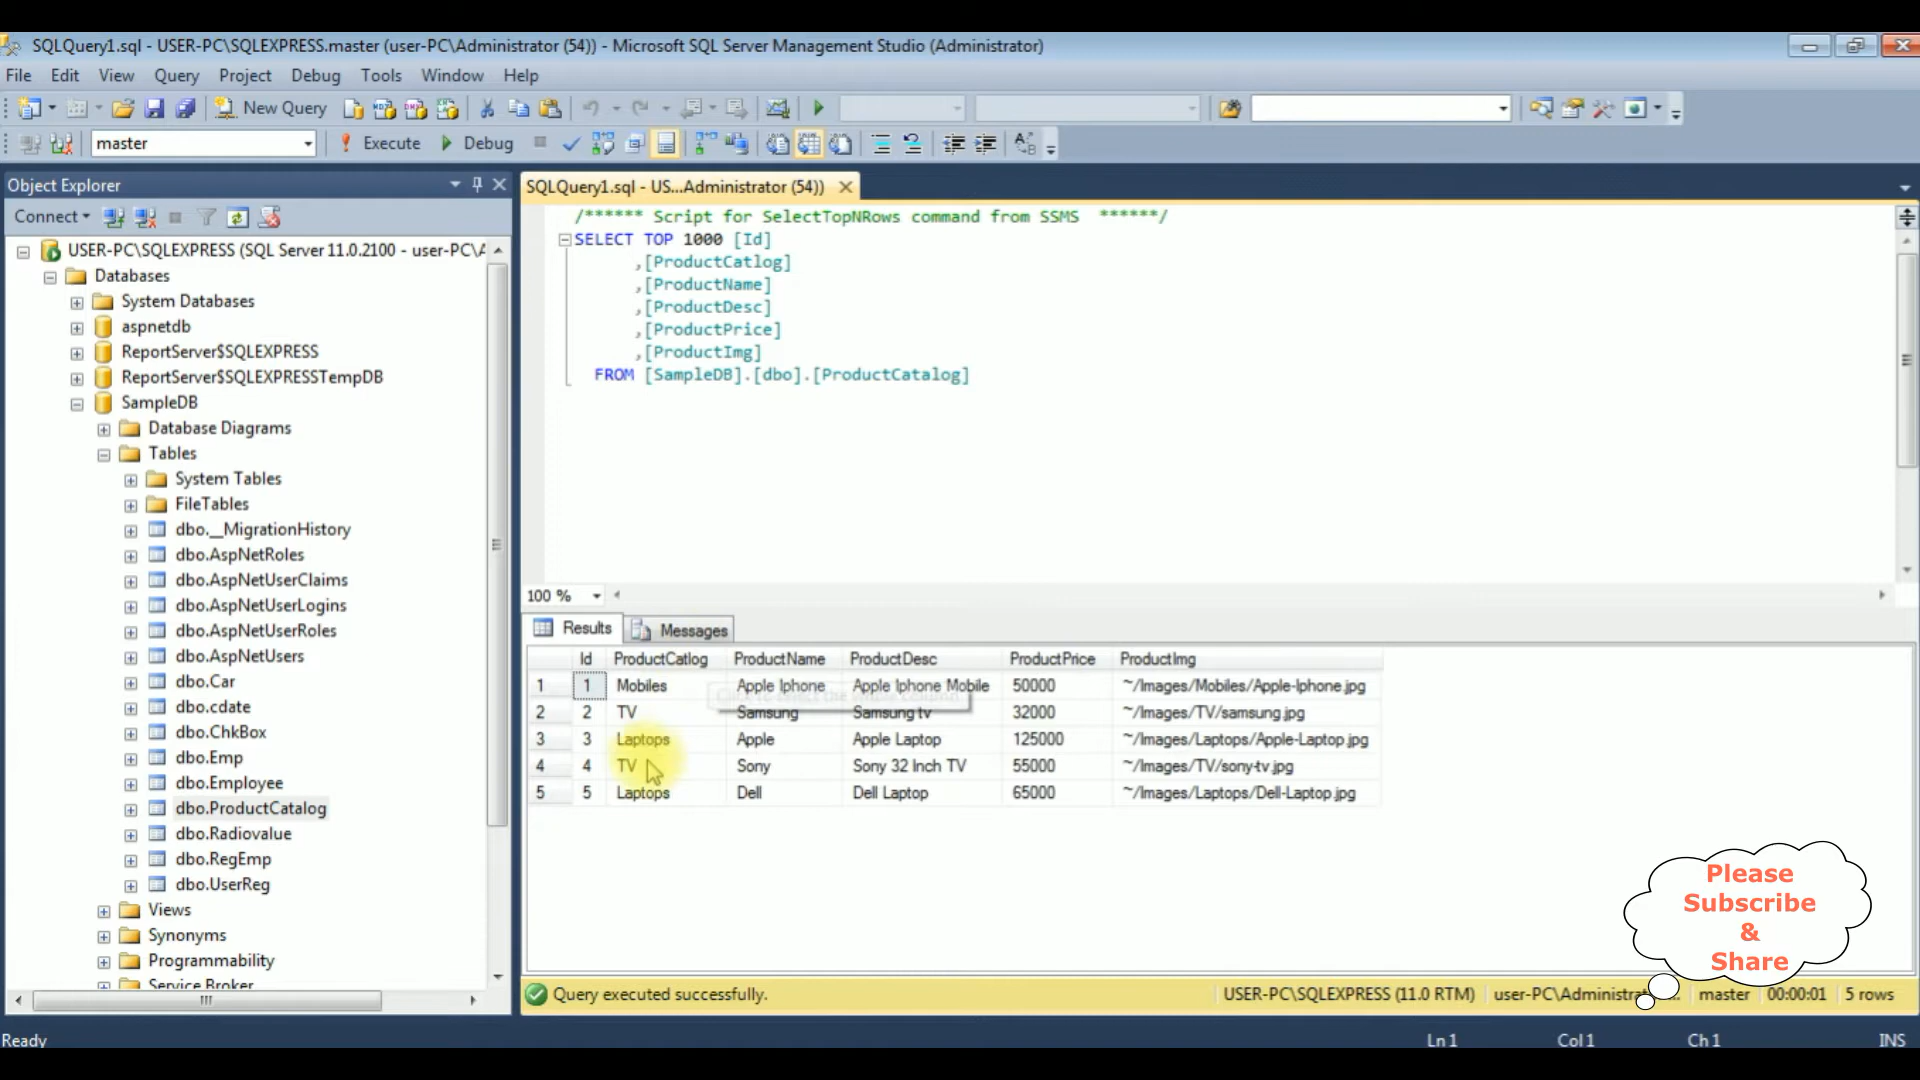 SQLQuery1.sql - USER-PC\SQLEXPRESS.master (user-PC\Administrator (54)) - Microsoft SQL Server Management Studio (Administrator)
File Edit View Query Project Debug Tools Window Help
New Query
master Execute Debug
Object Explorer
Connect
USER-PC\SQLEXPRESS (SQL Server 11.0.2100 - user-PC\A
Databases
System Databases
aspnetdb
ReportServer$SQLEXPRESS
ReportServer$SQLEXPRESSTempDB
SampleDB
Database Diagrams
Tables
System Tables
FileTables
dbo.__MigrationHistory
dbo.AspNetRoles
dbo.AspNetUserClaims
dbo.AspNetUserLogins
dbo.AspNetUserRoles
dbo.AspNetUsers
dbo.Car
dbo.cdate
dbo.ChkBox
dbo.Emp
dbo.Employee
dbo.ProductCatalog
dbo.Radiovalue
dbo.RegEmp
dbo.UserReg
Views
Synonyms
Programmability
Service Broker
SQLQuery1.sql - US...Administrator (54))
/****** Script for SelectTopNRows command from SSMS ******/
SELECT TOP 1000 [Id]
,[ProductCatlog]
,[ProductName]
,[ProductDesc]
,[ProductPrice]
,[ProductImg]
FROM [SampleDB].[dbo].[ProductCatalog]
100 %
Results Messages
Id ProductCatlog ProductName ProductDesc ProductPrice ProductImg
1 1 Mobiles Apple Iphone Apple Iphone Mobile 50000 ~/Images/Mobiles/Apple-Iphone.jpg
2 2 TV Samsung Samsung tv 32000 ~/Images/TV/samsung.jpg
3 3 Laptops Apple Apple Laptop 125000 ~/Images/Laptops/Apple-Laptop.jpg
4 4 TV Sony Sony 32 Inch TV 55000 ~/Images/TV/sony-tv.jpg
5 5 Laptops Dell Dell Laptop 65000 ~/Images/Laptops/Dell-Laptop.jpg
Please
Subscribe
&
Share
Query executed successfully. USER-PC\SQLEXPRESS (11.0 RTM) user-PC\Administrat master 00:00:01 5 rows
Ready Ln 1 Col 1 Ch 1 INS